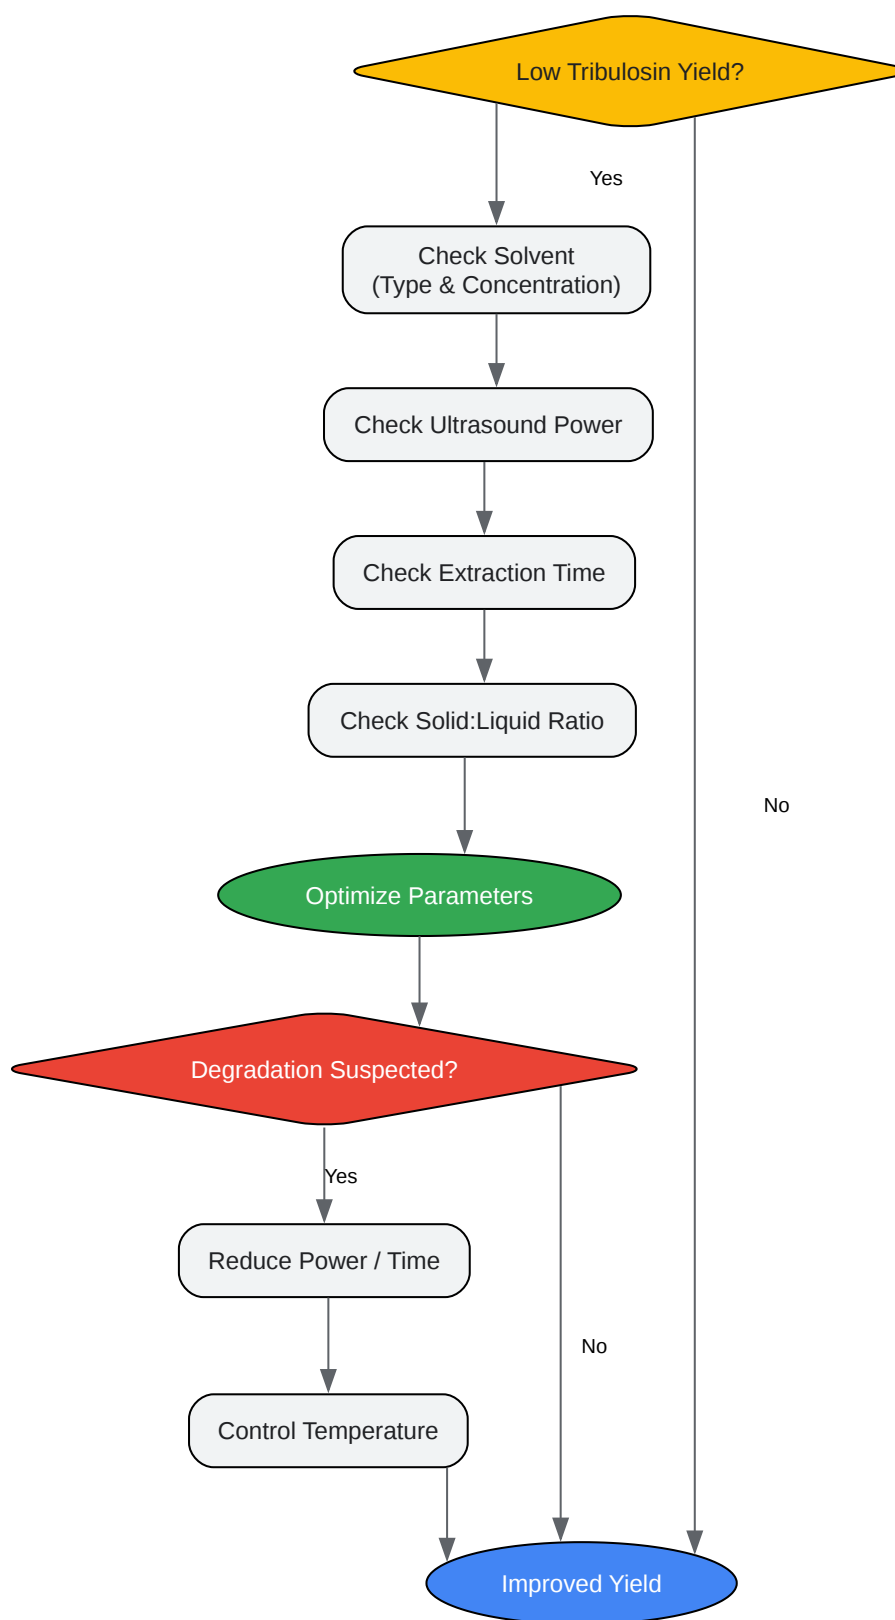 Low Tribulosin Yield?
Yes
Check Solvent
(Type & Concentration)
Check Ultrasound Power
Check Extraction Time
Check Solid:Liquid Ratio
No
Optimize Parameters
Degradation Suspected?
Yes
Reduce Power / Time
No
Control Temperature
Improved Yield